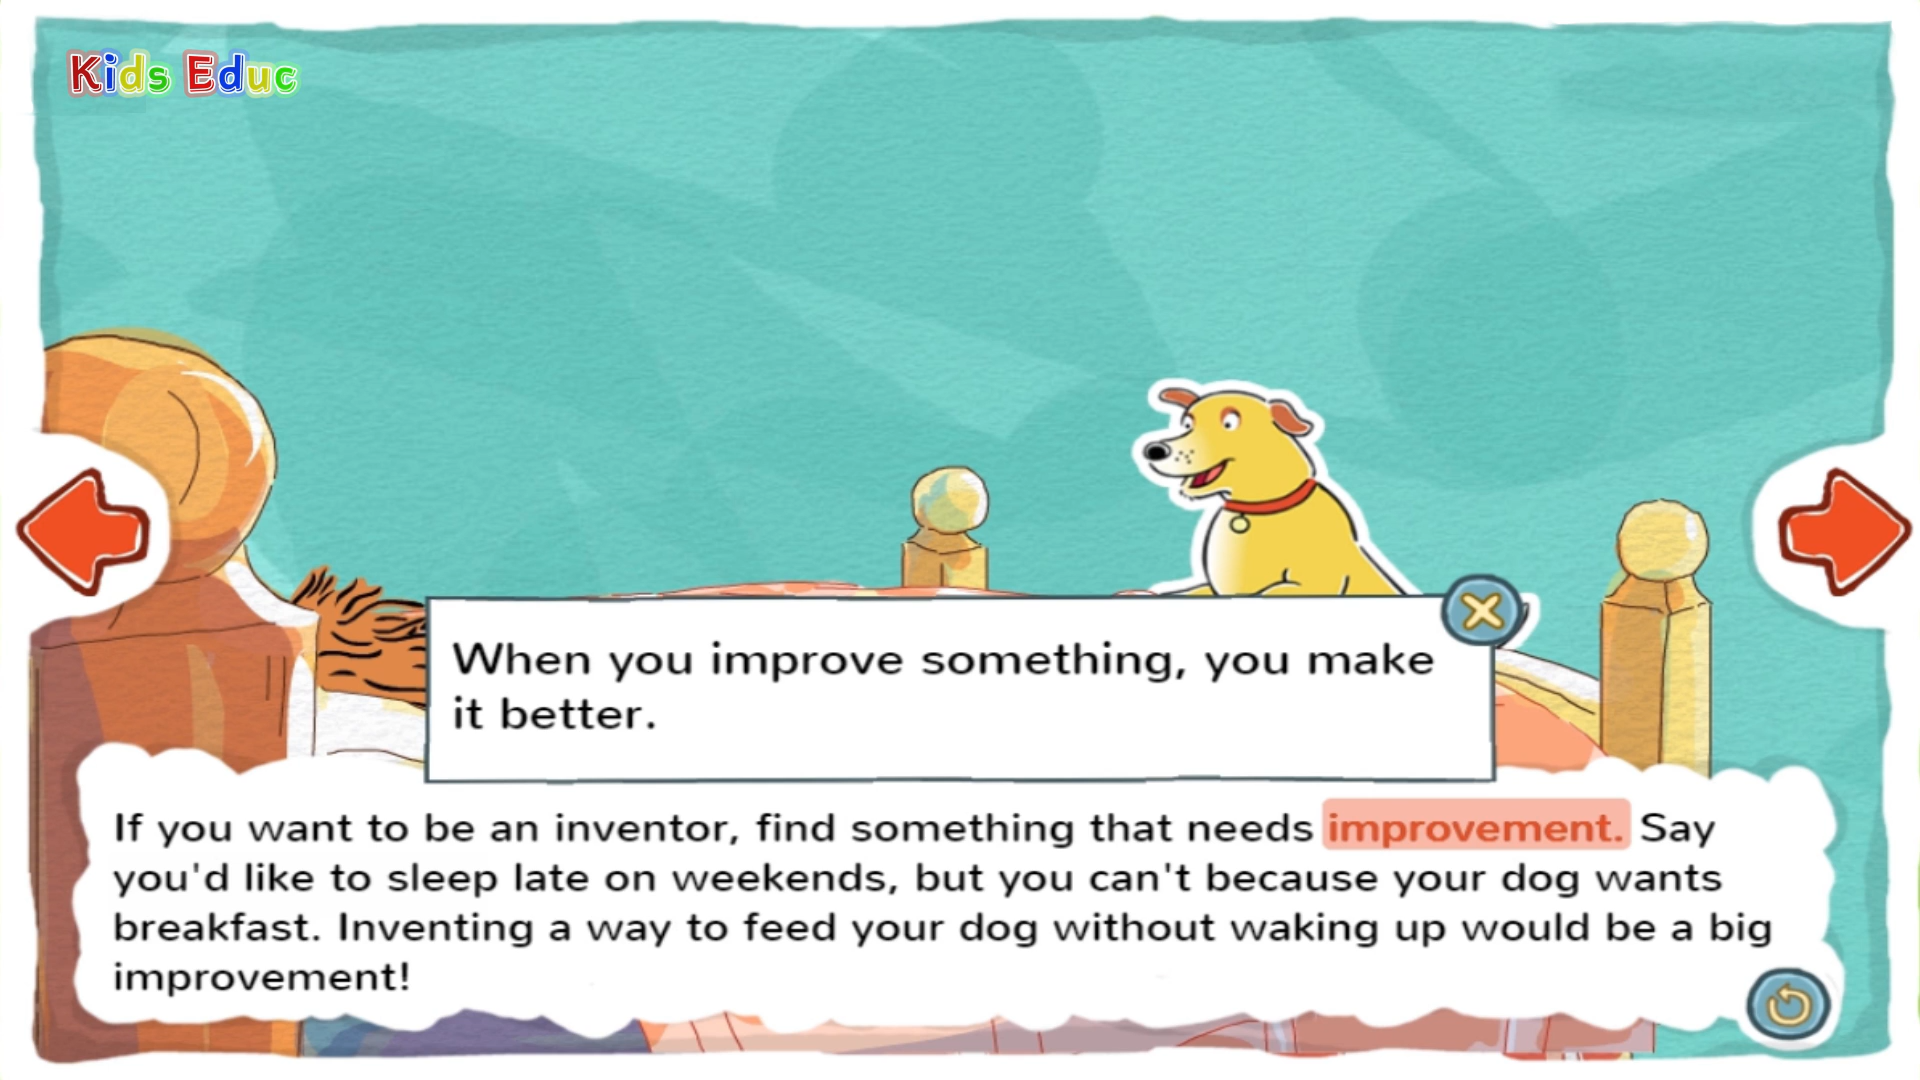 Kids Educ
When you improve something, you make
it better.
If you want to be an inventor, find something that needs improvement. Say
you'd like to sleep late on weekends, but you can't because your dog wants
breakfast. Inventing a way to feed your dog without waking up would be a big
improvement!